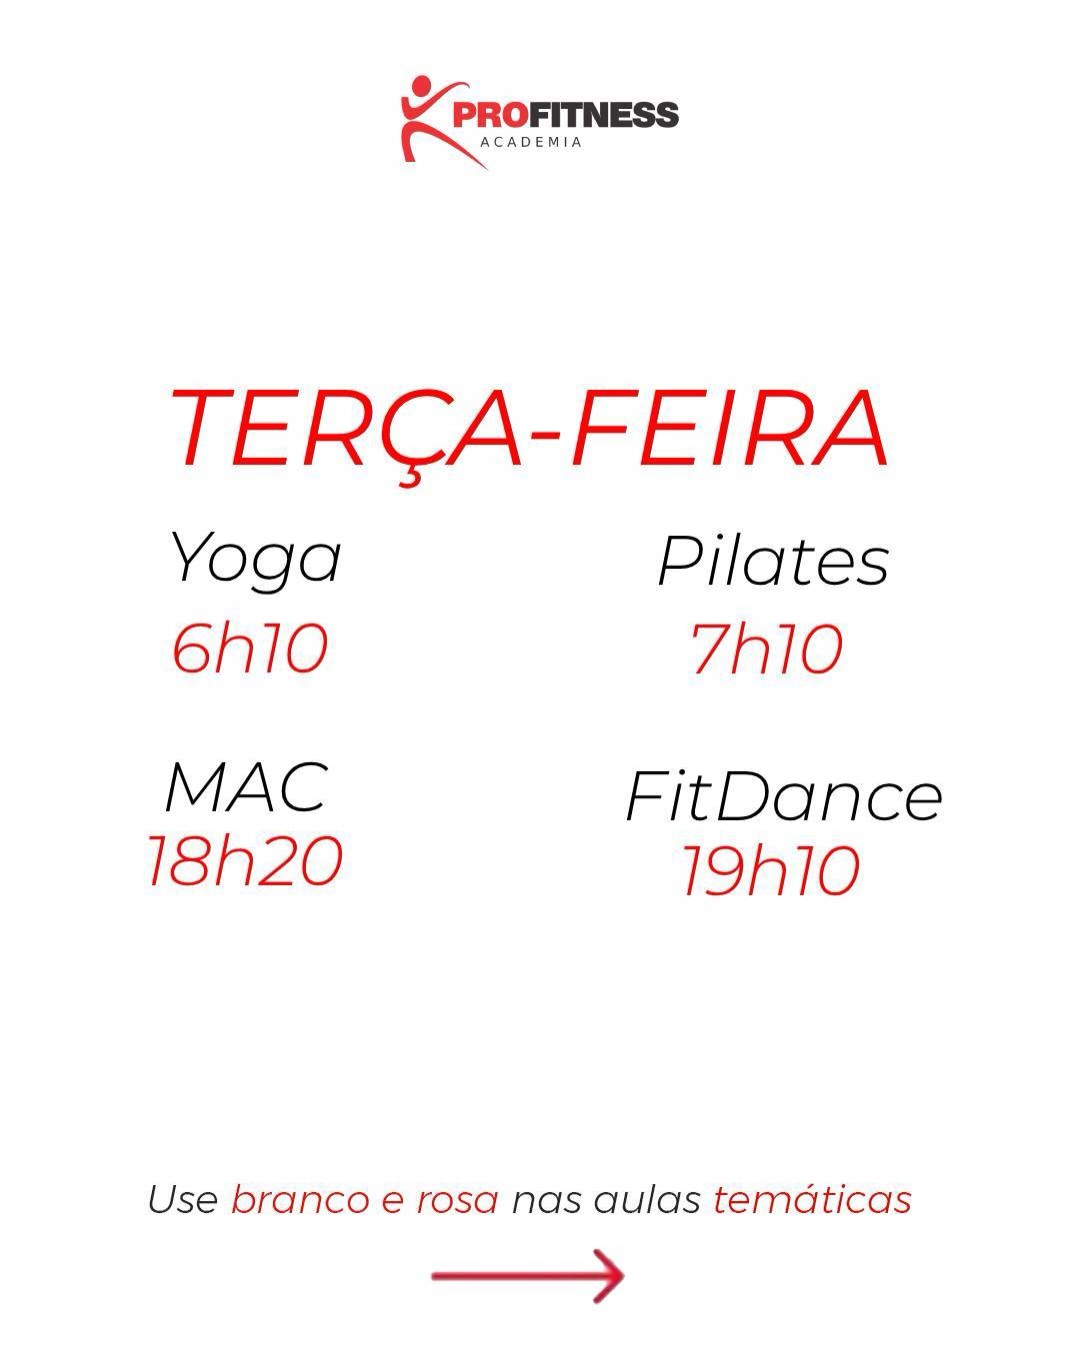 PROFITNESS
ACADEMIA
TERÇA-FEIRA
Yoga
6h10
Pilates
7h10
MAC
18h20
FitDance
19h10
Use branco e rosa nas aulas temáticas